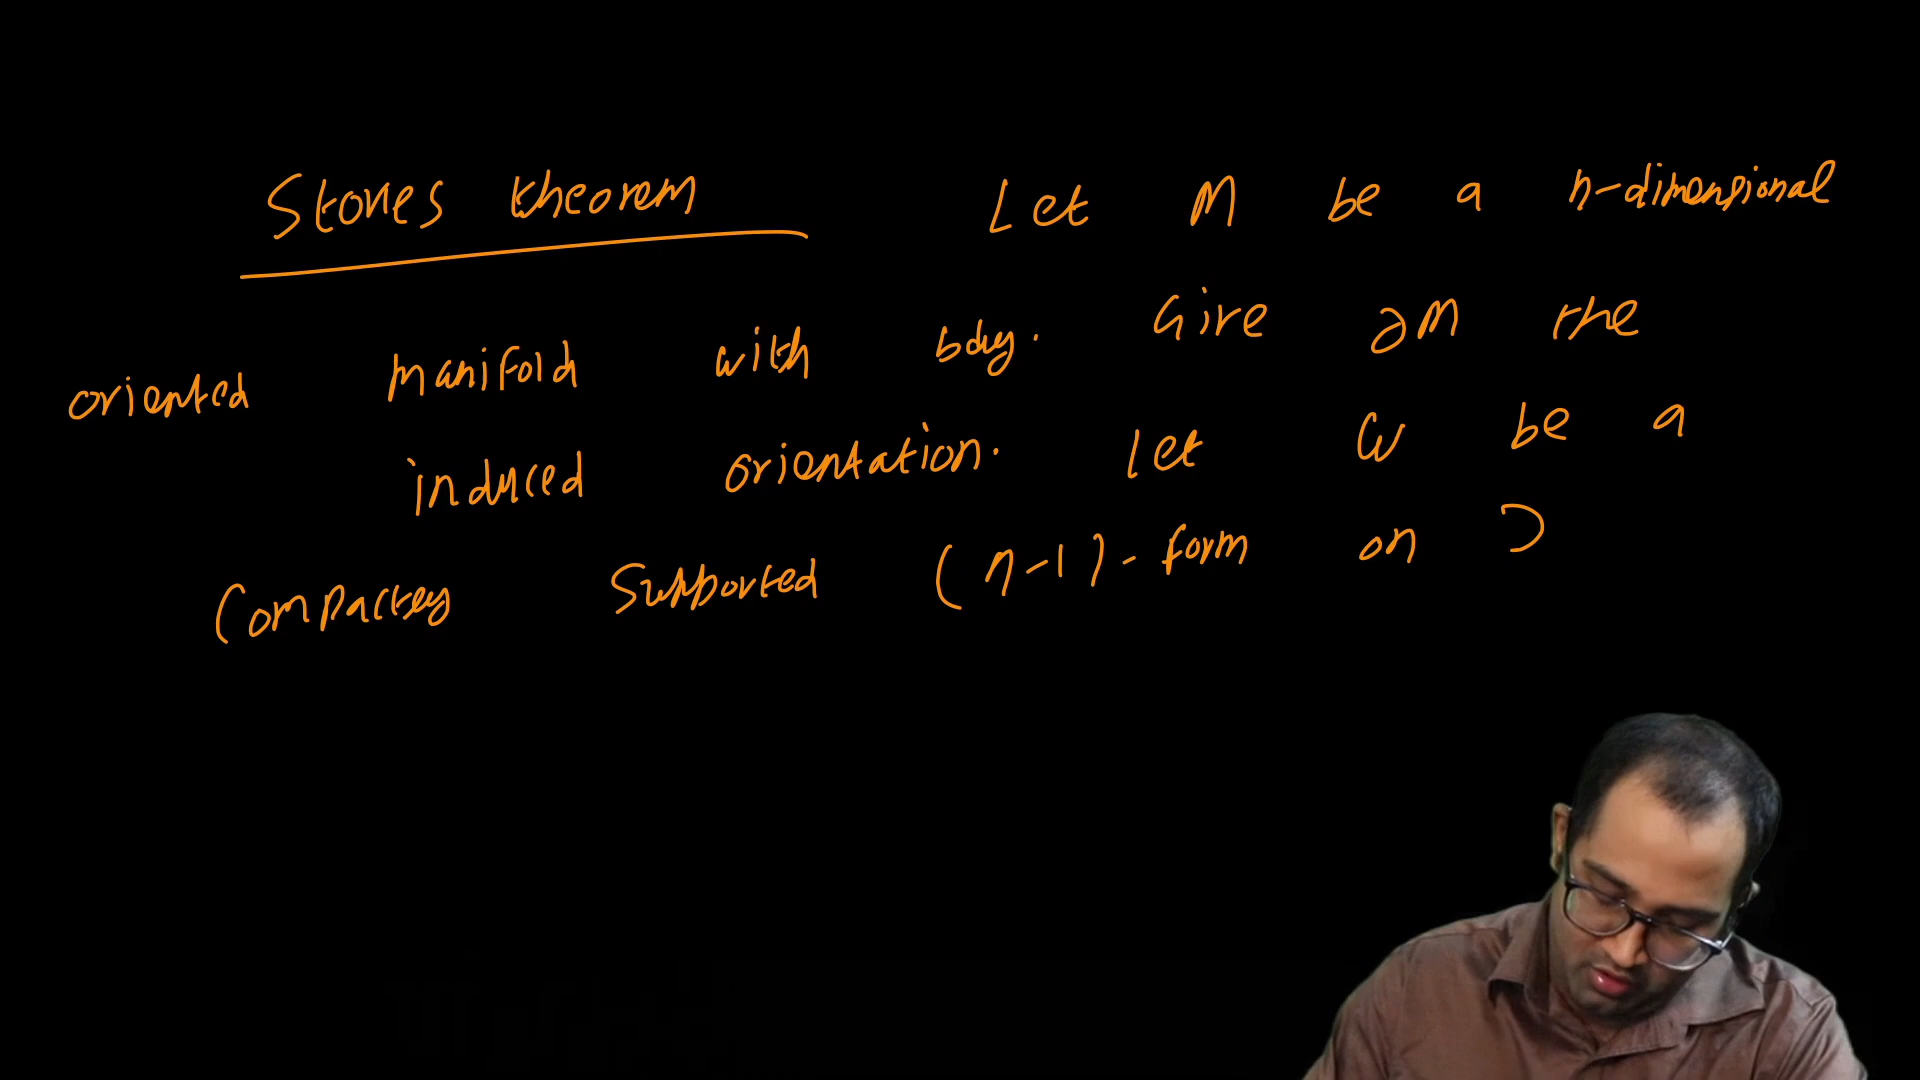 Stokes theorem Let M be a n-dimensional
oriented manifold with bdy. Give ∂M the
induced orientation. Let ω be a
Compactly Supported (n-1)-form on